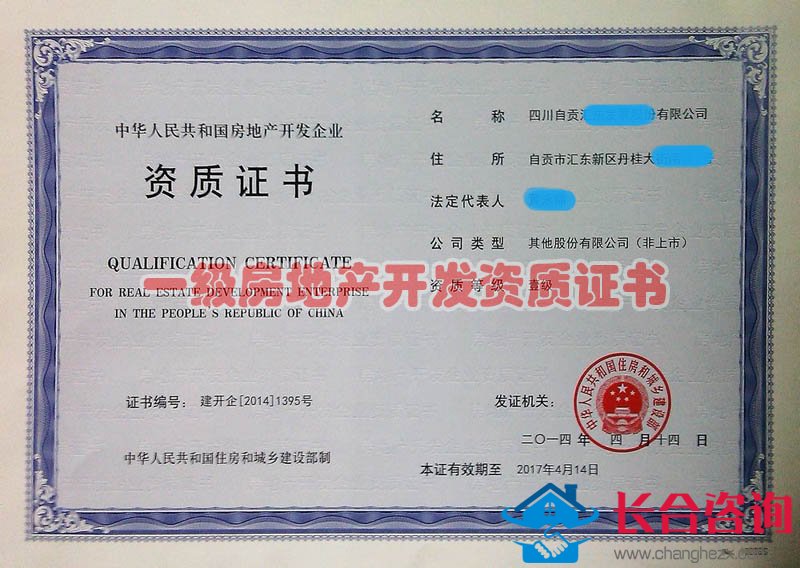 中华人民共和国房地产开发企业
资质证书
QUALIFICATION CERTIFICATE
FOR REAL ESTATE DEVELOPMENT ENTERPRISE
IN THE PEOPLE S REPUBLIC OF CHINA
证书编号： 建开企[2014]1395号
中华人民共和国住房和城乡建设部制
名 称 四川自贡 有限公司
住 所 自贡市汇东新区丹桂大
法定代表人
公司类型 其他股份有限公司（非上市）
资质等级 壹级
一级房地产开发资质证书
发证机关：
中华人民共和国住房和城乡建设部
二〇一四 年 四 月 十四 日
本证有效期至 2017年4月14日
长合咨询
www.changhezx.com